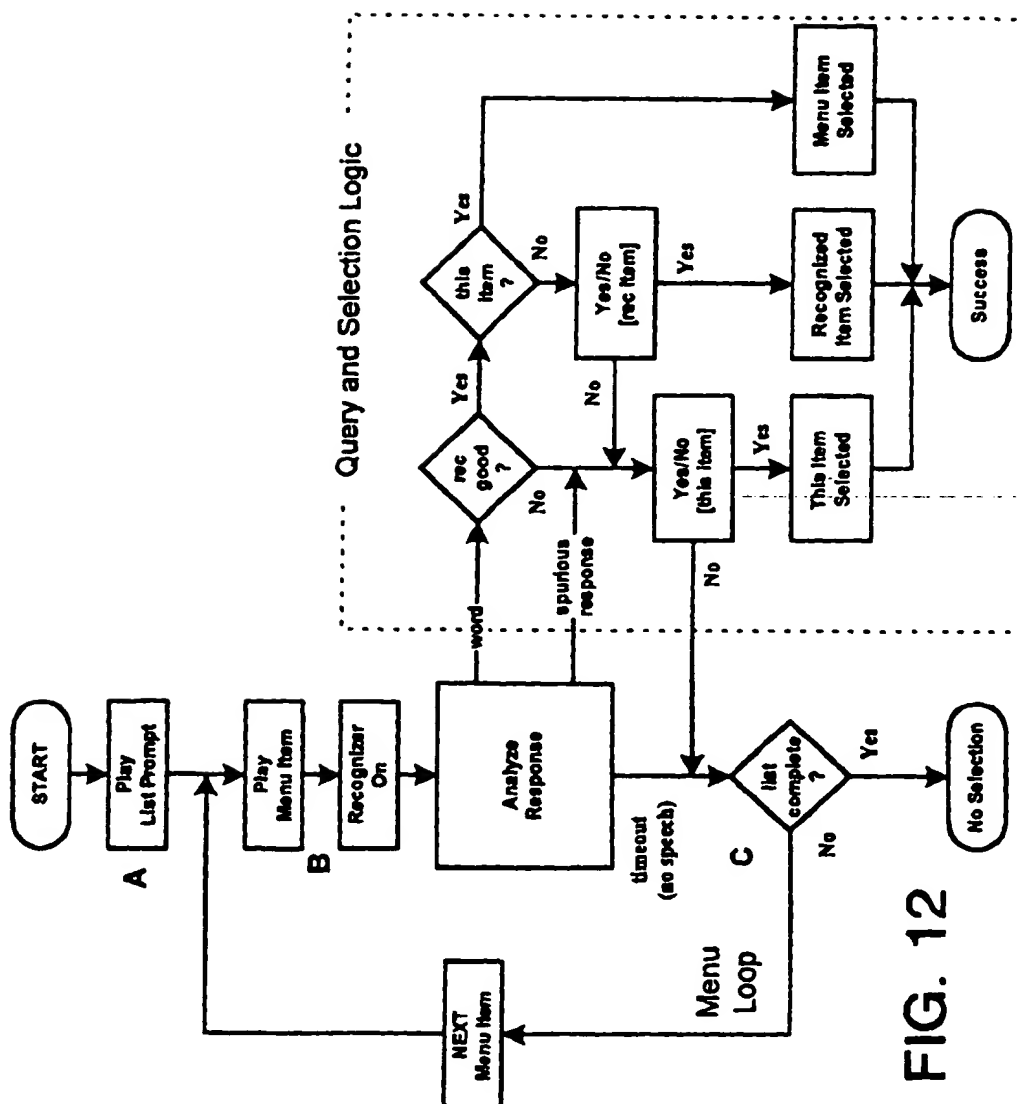 START
Play
List Prompt
A
Play
Menu Item
B
Recognizer
On
Analyze
Response
word
spurious
response
timeout
(no speech)
C
list
complete
?
Yes
No
No Selection
Menu
Loop
NEXT
Menu Item
Query and Selection Logic
rec
good
?
Yes
No
this
item
?
Yes
No
Yes/No
[rec item]
Yes
No
Yes/No
[this item]
Yes
No
This Item
Selected
Recognized
Item Selected
Menu Item
Selected
Success
FIG. 12